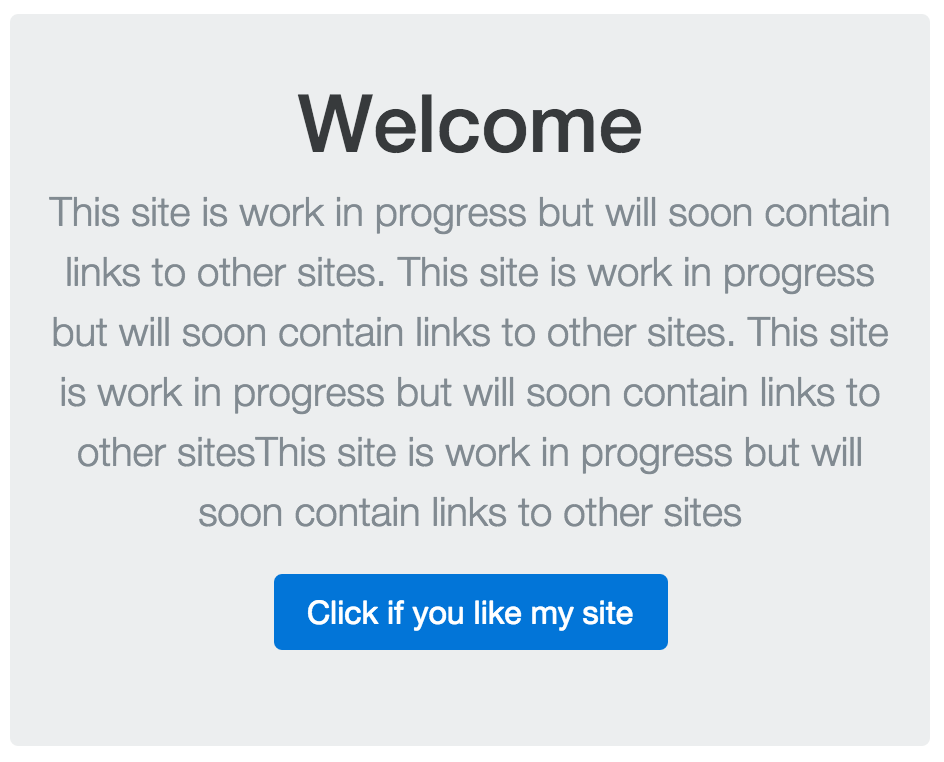 Welcome
This site is work in progress but will soon contain
links to other sites. This site is work in progress
but will soon contain links to other sites. This site
is work in progress but will soon contain links to
other sitesThis site is work in progress but will
soon contain links to other sites
Click if you like my site